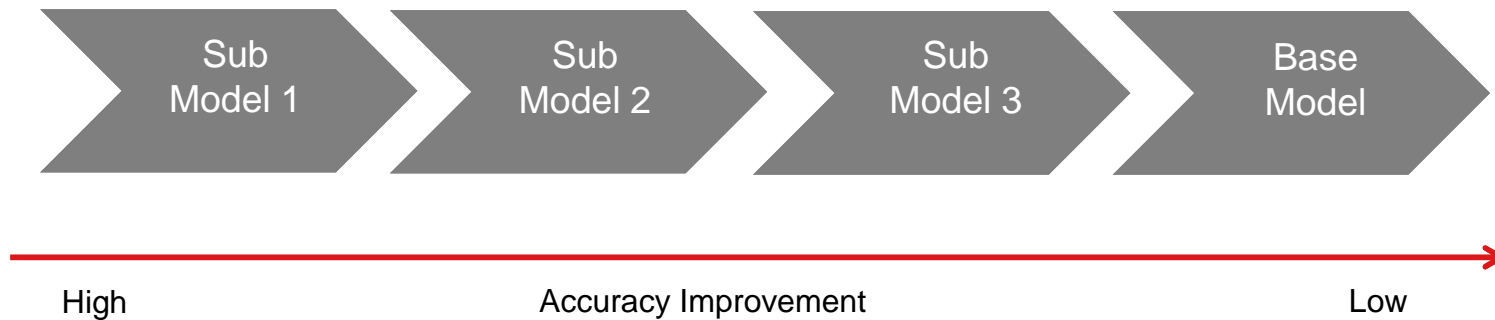 Sub
Model 1
Sub
Model 2
Sub
Model 3
Base
Model
High
Accuracy Improvement
Low